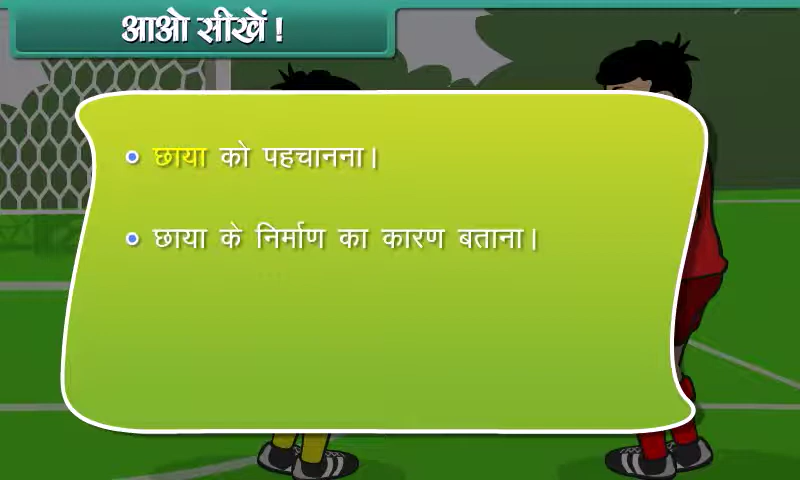 आओ सीखें!
छाया को पहचानना।
छाया के निर्माण का कारण बताना।